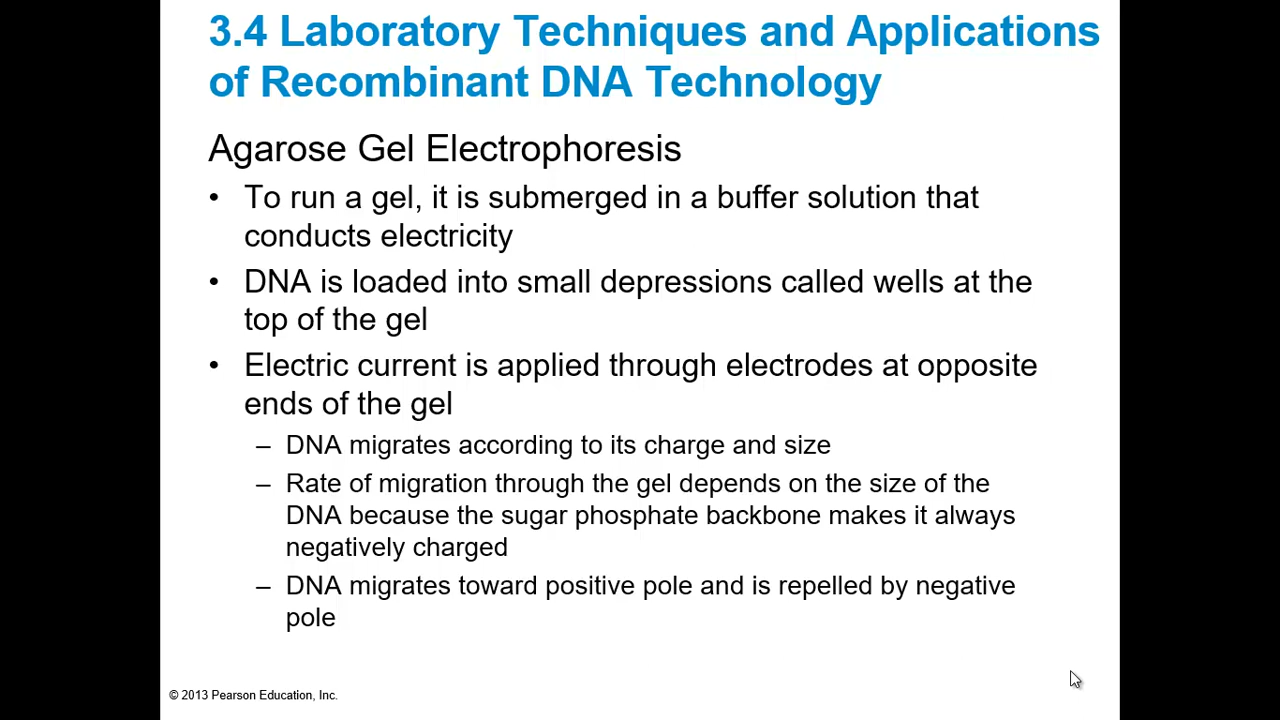 3.4 Laboratory Techniques and Applications
of Recombinant DNA Technology
Agarose Gel Electrophoresis
• To run a gel, it is submerged in a buffer solution that
conducts electricity
• DNA is loaded into small depressions called wells at the
top of the gel
• Electric current is applied through electrodes at opposite
ends of the gel
– DNA migrates according to its charge and size
– Rate of migration through the gel depends on the size of the
DNA because the sugar phosphate backbone makes it always
negatively charged
– DNA migrates toward positive pole and is repelled by negative
pole
© 2013 Pearson Education, Inc.